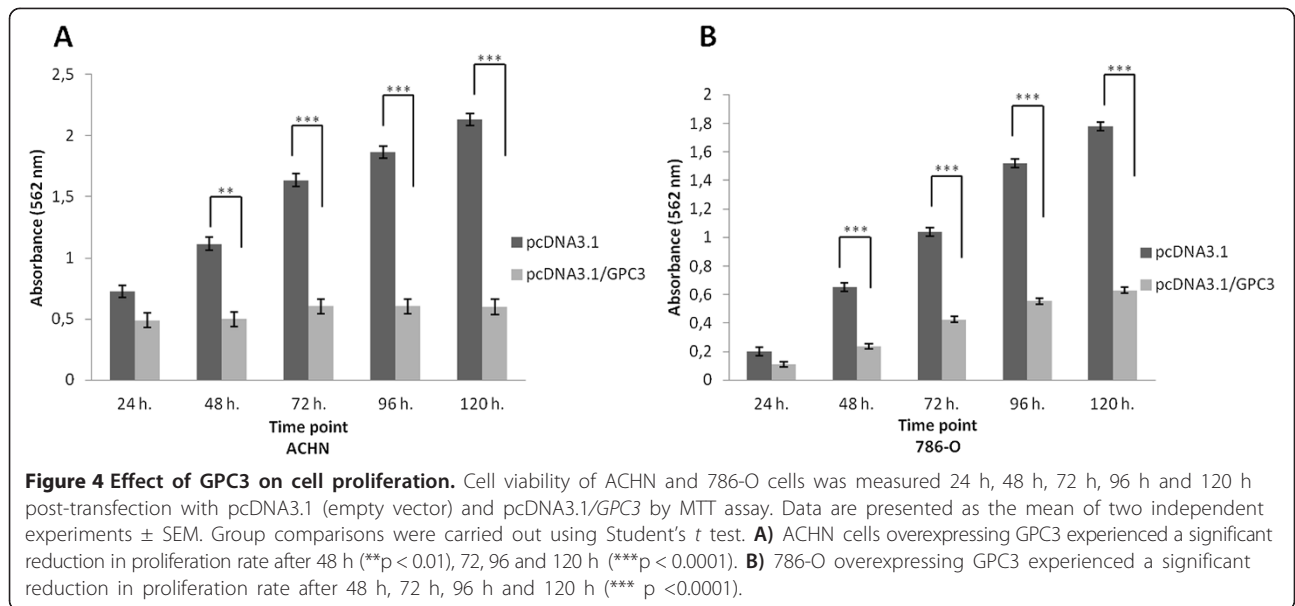 A
B
***
***
***
**
***
***
***
***
2,5
2
1,5
1
0,5
0
Absorbance (562 nm)
24 h. 48 h. 72 h. 96 h. 120 h.
Time point
ACHN
pcDNA3.1
pcDNA3.1/GPC3
2
1,8
1,6
1,4
1,2
1
0,8
0,6
0,4
0,2
0
Absorbance (562 nm)
24 h. 48 h. 72 h. 96 h. 120 h.
Time point
786-O
pcDNA3.1
pcDNA3.1/GPC3
Figure 4 Effect of GPC3 on cell proliferation. Cell viability of ACHN and 786-O cells was measured 24 h, 48 h, 72 h, 96 h and 120 h
post-transfection with pcDNA3.1 (empty vector) and pcDNA3.1/GPC3 by MTT assay. Data are presented as the mean of two independent
experiments ± SEM. Group comparisons were carried out using Student's t test. A) ACHN cells overexpressing GPC3 experienced a significant
reduction in proliferation rate after 48 h (**p < 0.01), 72, 96 and 120 h (***p < 0.0001). B) 786-O overexpressing GPC3 experienced a significant
reduction in proliferation rate after 48 h, 72 h, 96 h and 120 h (*** p <0.0001).